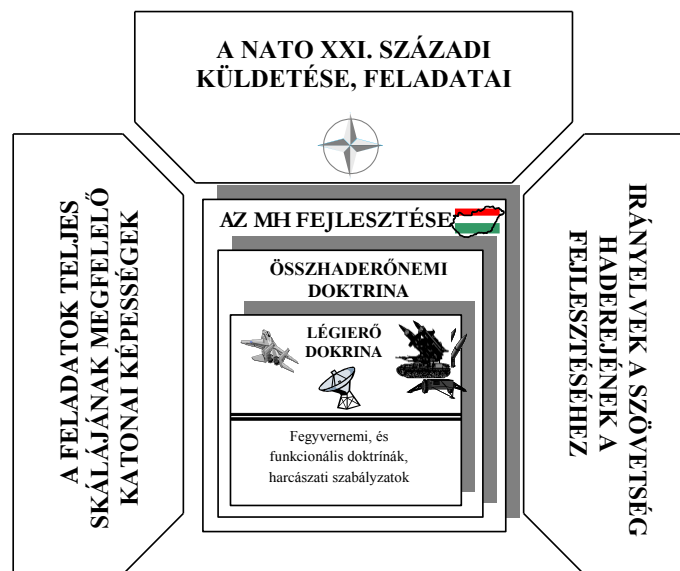 A NATO XXI. SZÁZADI
KÜLDETÉSE, FELADATAI
A FELADATOK TELJES
SKÁLÁJÁNAK MEGFELELŐ
KATONAI KÉPESSÉGEK
AZ MH FEJLESZTÉSE
ÖSSZHADERŐNEMI
DOKTRINA
LÉGIERŐ
DOKRINA
Fegyvernemi, és
funkcionális doktrínák,
harcászati szabályzatok
IRÁNYELVEK A SZÖVETSÉG
HADEREJÉNEK A
FEJLESZTÉSÉHEZ